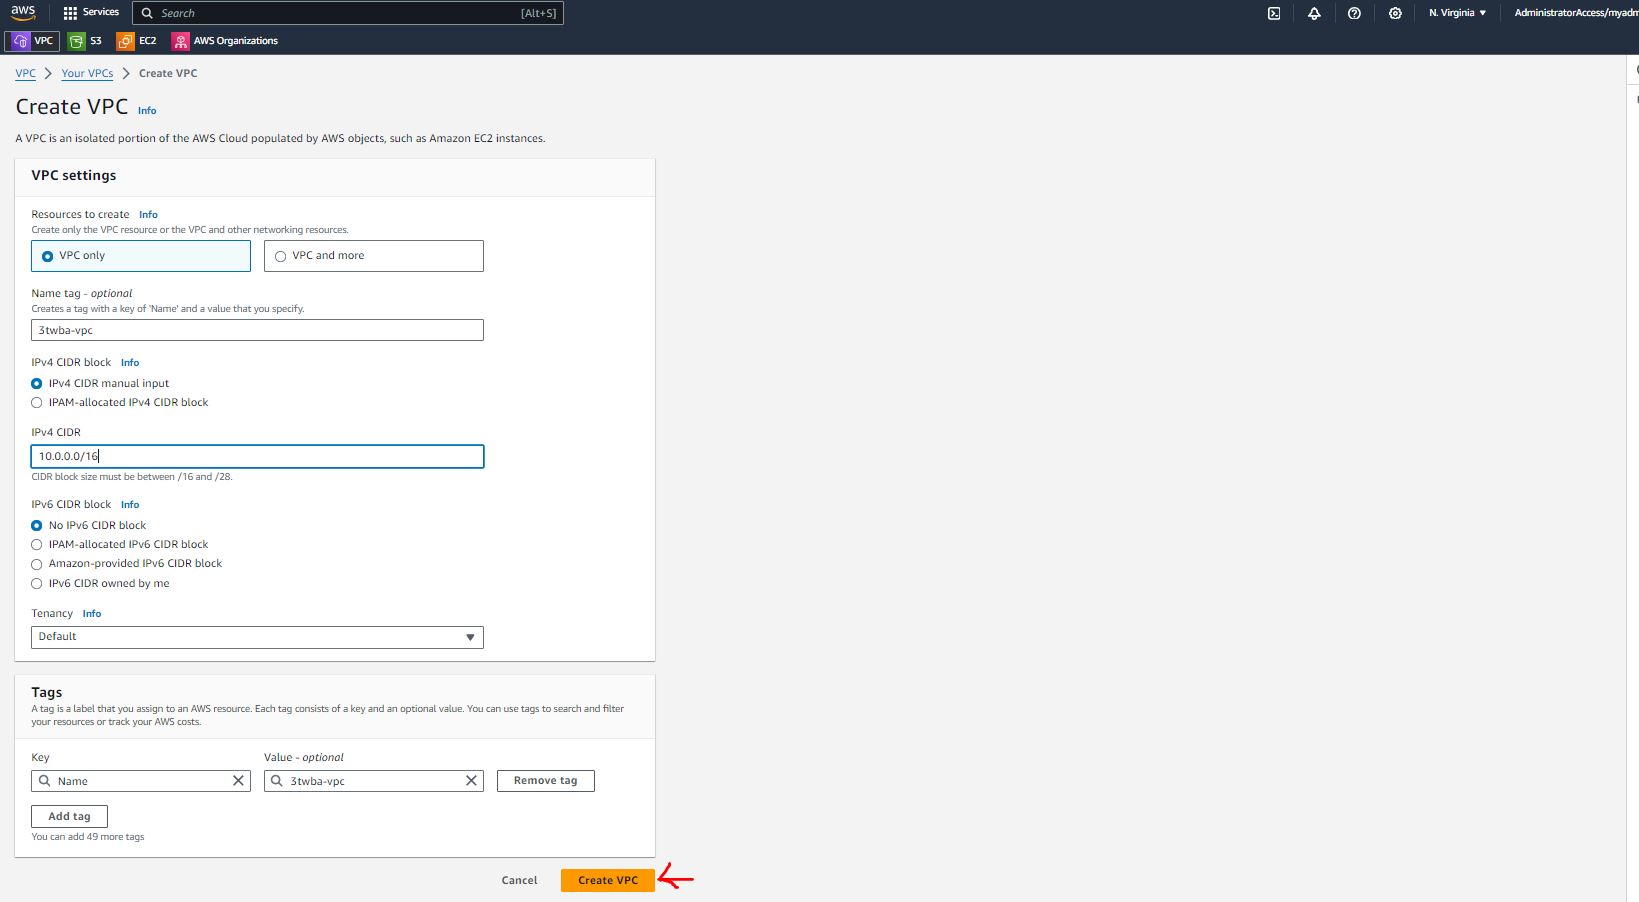 aws Services Search [Alt+S] N. Virginia AdministratorAccess/myadm
VPC S3 EC2 AWS Organizations
VPC Your VPCs Create VPC
Create VPC Info
A VPC is an isolated portion of the AWS Cloud populated by AWS objects, such as Amazon EC2 instances.
VPC settings
Resources to create Info
Create only the VPC resource or the VPC and other networking resources.
VPC only VPC and more
Name tag - optional
Creates a tag with a key of 'Name' and a value that you specify.
3twba-vpc
IPv4 CIDR block Info
IPv4 CIDR manual input
IPAM-allocated IPv4 CIDR block
IPv4 CIDR
10.0.0.0/16
CIDR block size must be between /16 and /28.
IPv6 CIDR block Info
No IPv6 CIDR block
IPAM-allocated IPv6 CIDR block
Amazon-provided IPv6 CIDR block
IPv6 CIDR owned by me
Tenancy Info
Default
Tags
A tag is a label that you assign to an AWS resource. Each tag consists of a key and an optional value. You can use tags to search and filter
your resources or track your AWS costs.
Key Value - optional
Name 3twba-vpc Remove tag
Add tag
You can add 49 more tags
Cancel Create VPC